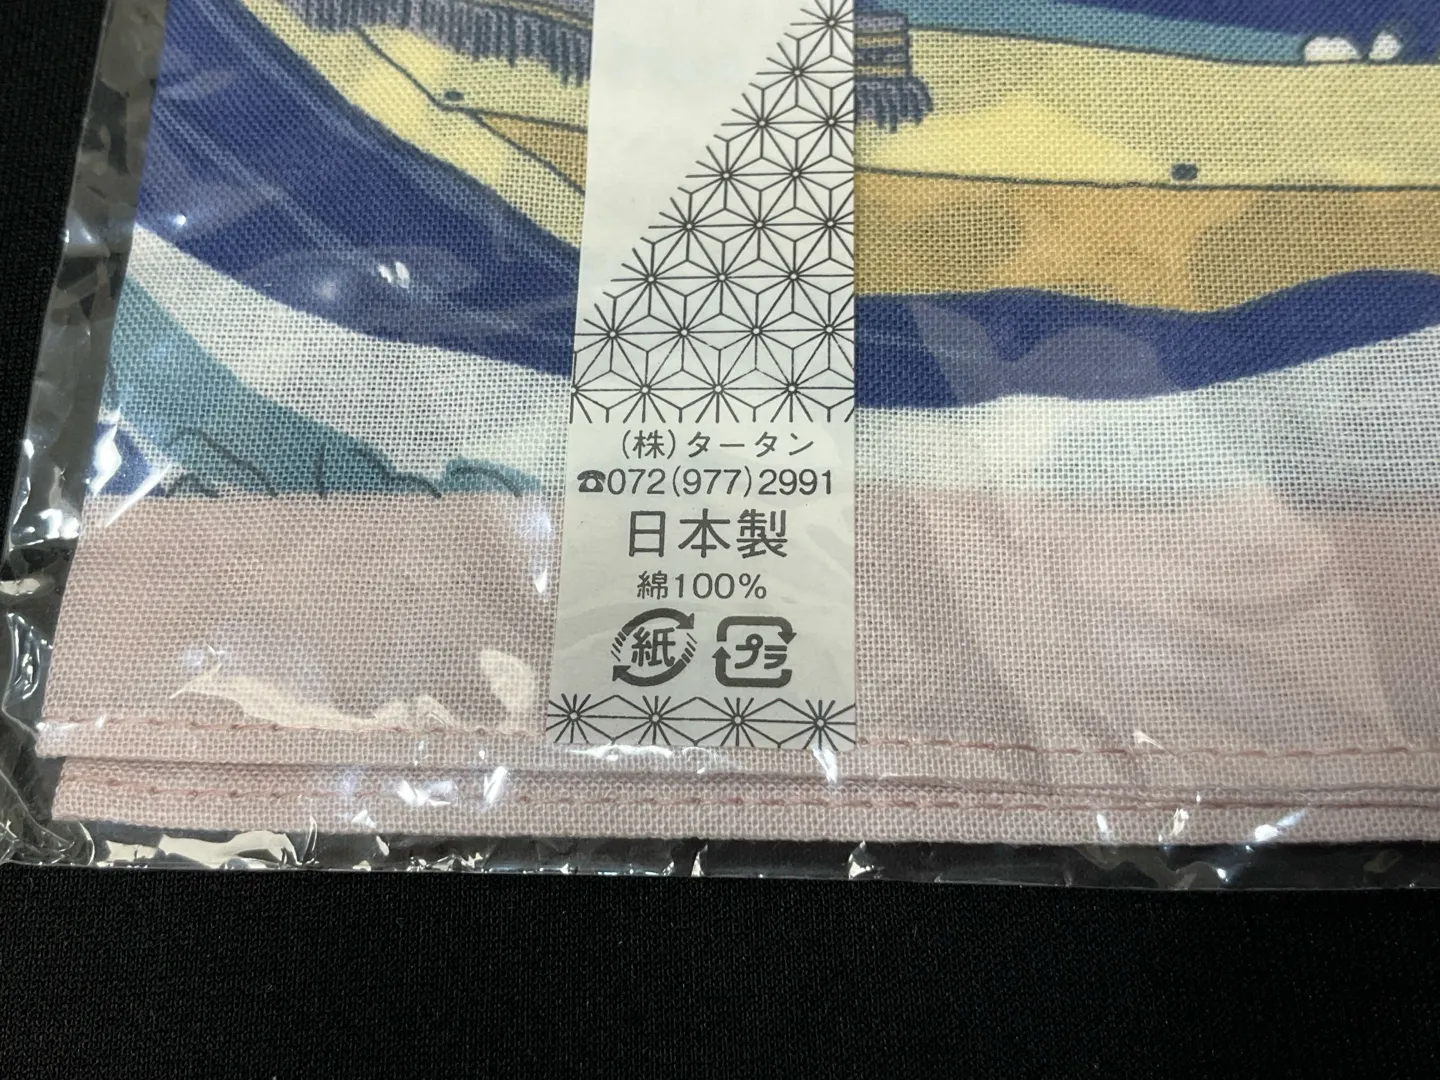 (株)タータン
☎072(977)2991
日本製
綿100%
紙 プラ